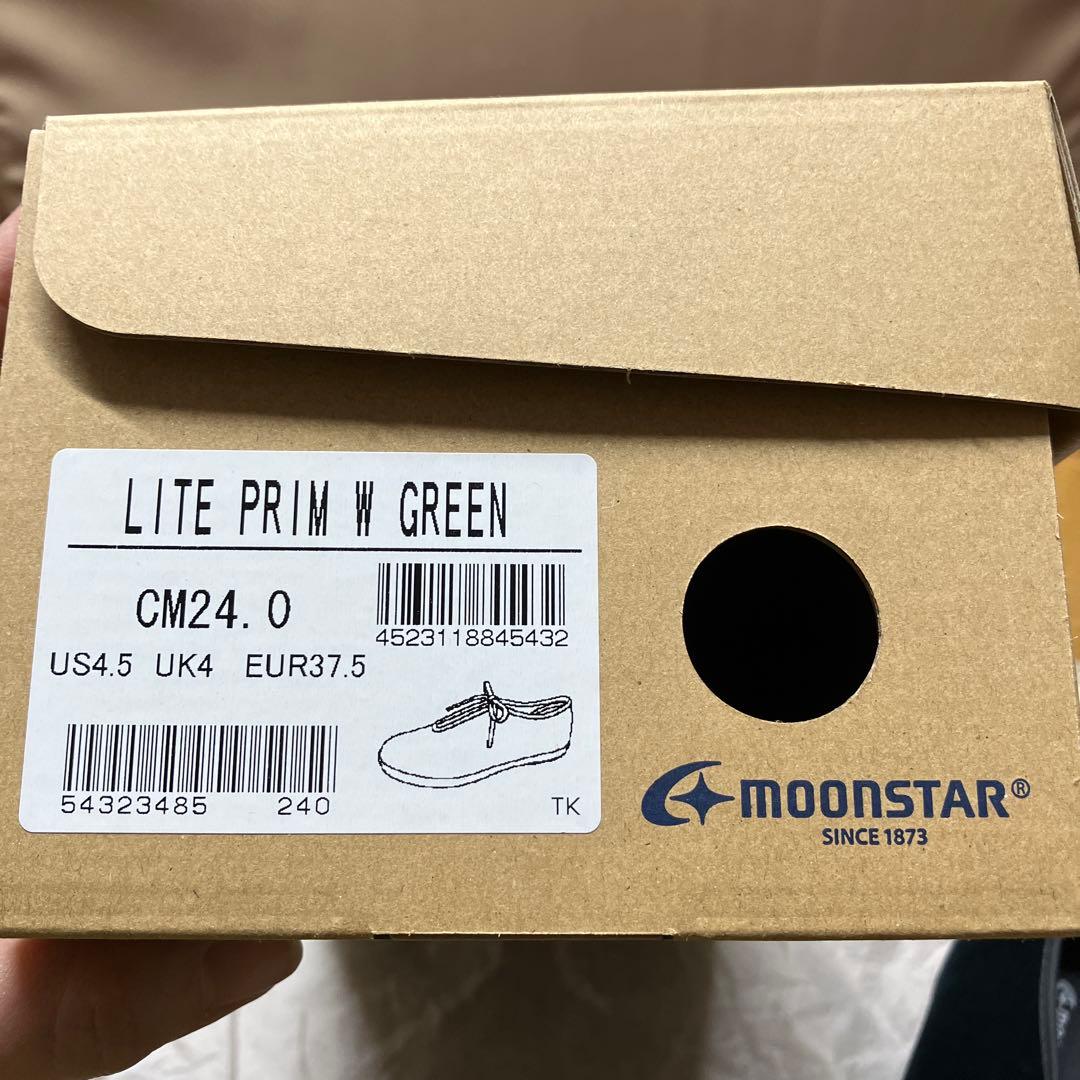 LITE PRIM W GREEN
CM24.0
4523118845432
US4.5 UK4 EUR37.5
54323485 240
TK
MOONSTAR®
SINCE 1873